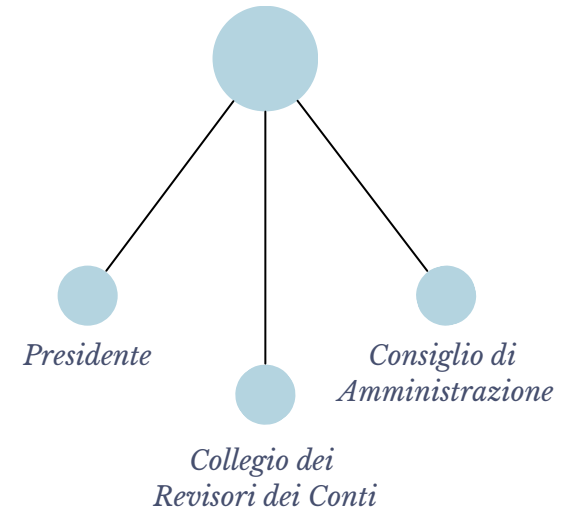 Presidente
Consiglio di
Amministrazione
Collegio dei
Revisori dei Conti